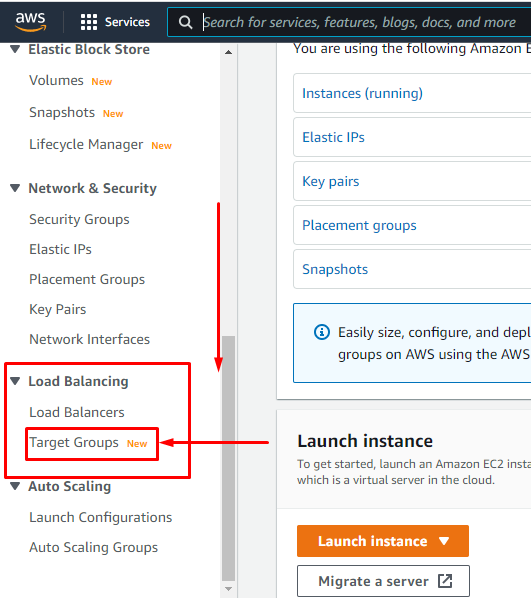 aws
Services
Search for services, features, blogs, docs, and more
Elastic Block Store
Volumes New
Snapshots New
Lifecycle Manager New
Network & Security
Security Groups
Elastic IPs
Placement Groups
Key Pairs
Network Interfaces
Load Balancing
Load Balancers
Target Groups New
Auto Scaling
Launch Configurations
Auto Scaling Groups
You are using the following Amazon
Instances (running)
Elastic IPs
Key pairs
Placement groups
Snapshots
Easily size, configure, and
groups on AWS using the AWS
Launch instance
To get started, launch an Amazon EC2
which is a virtual server in the cloud.
Launch instance
Migrate a server